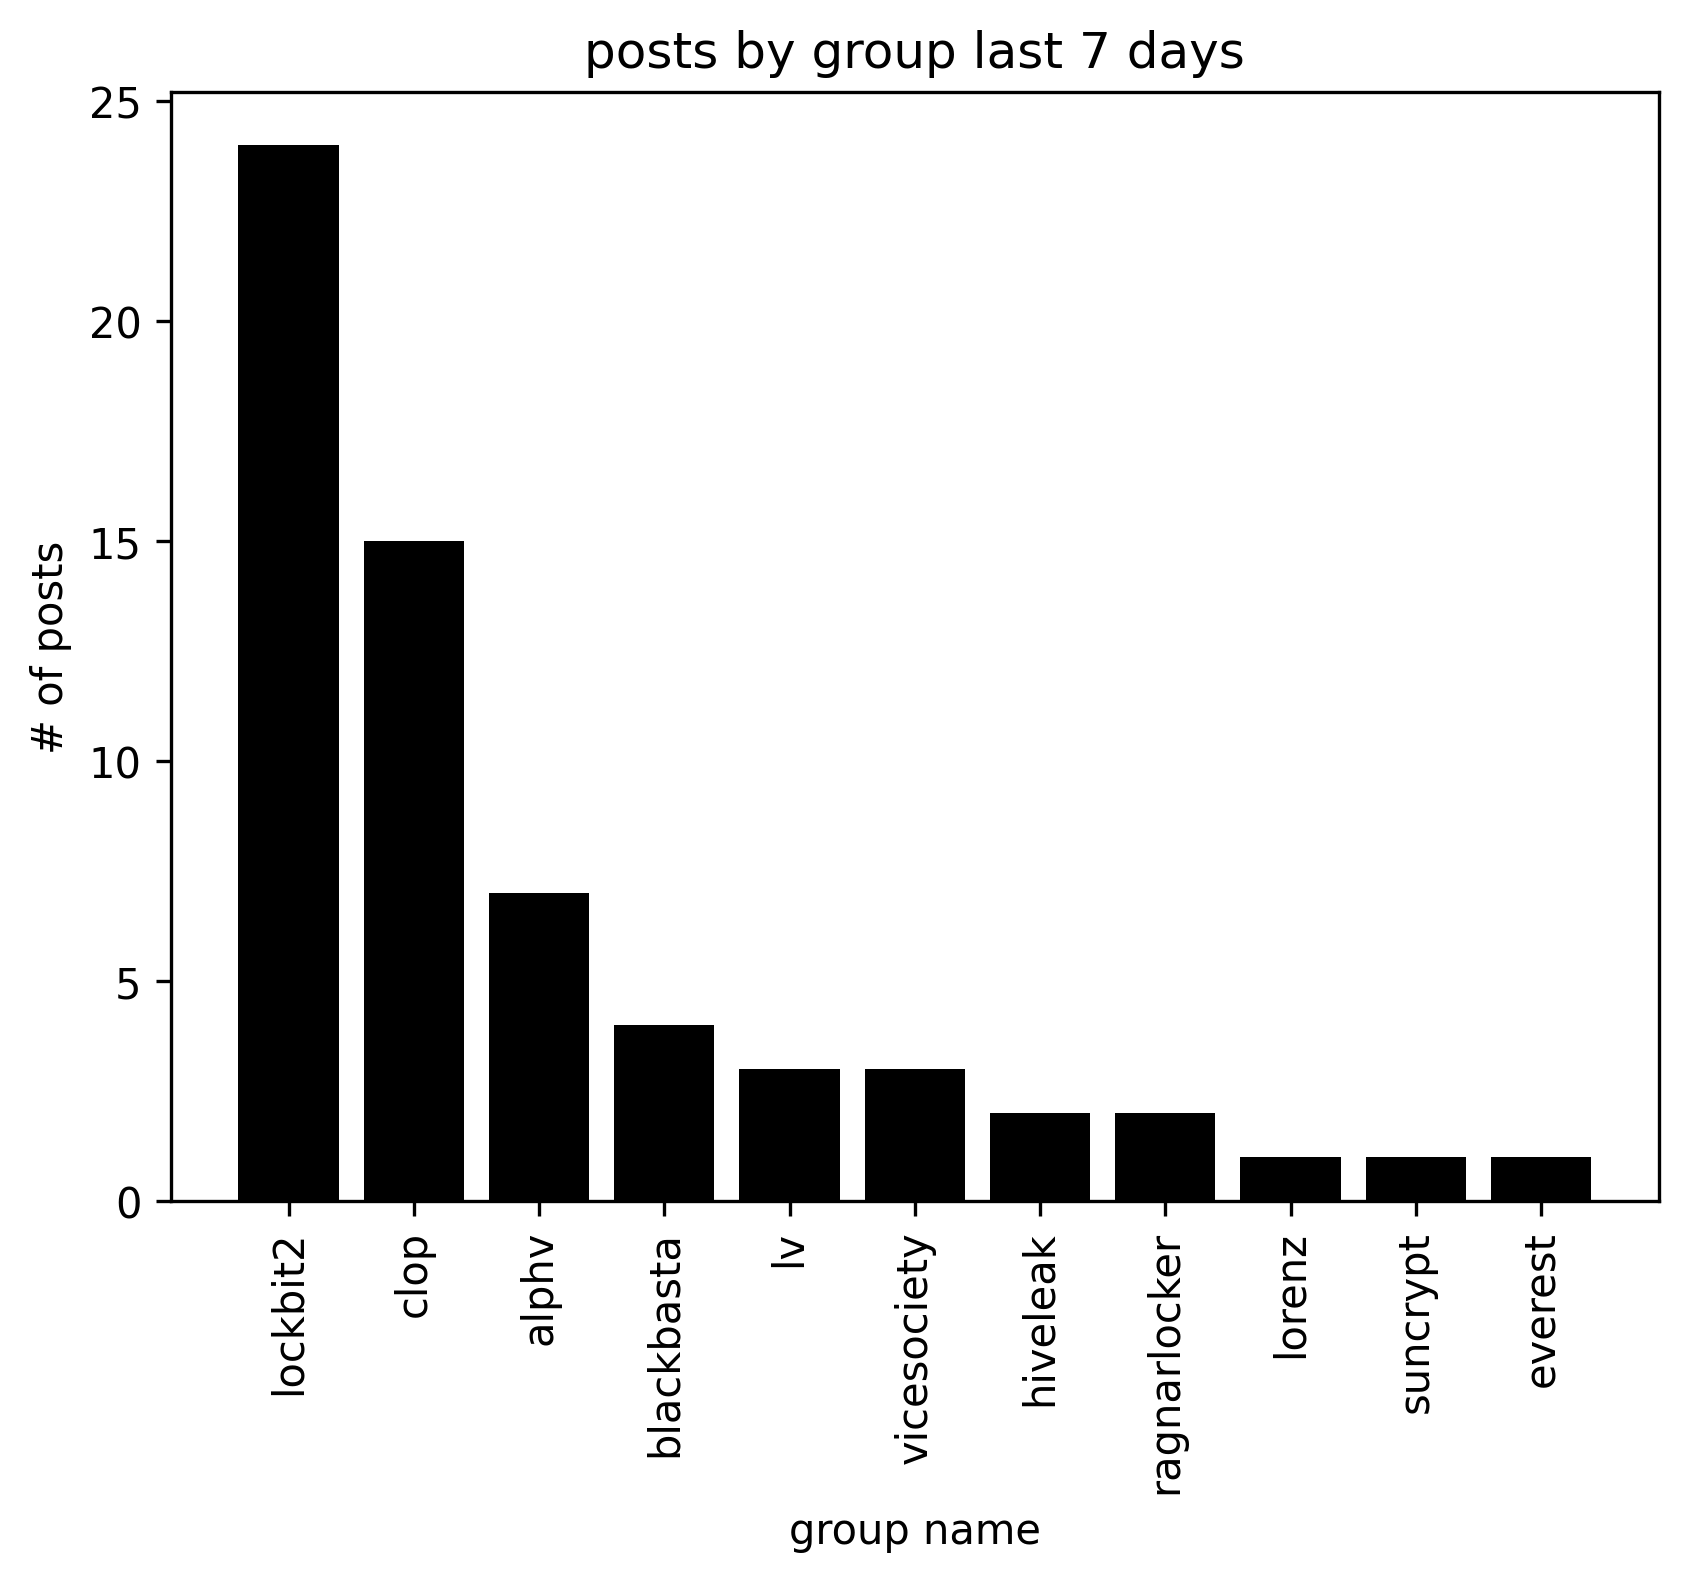 posts by group last 7 days
25
20
15
10
5
0
# of posts
lockbit2
clop
alphv
blackbasta
lv
vicesociety
hiveleak
ragnarlocker
lorenz
suncrypt
everest
group name